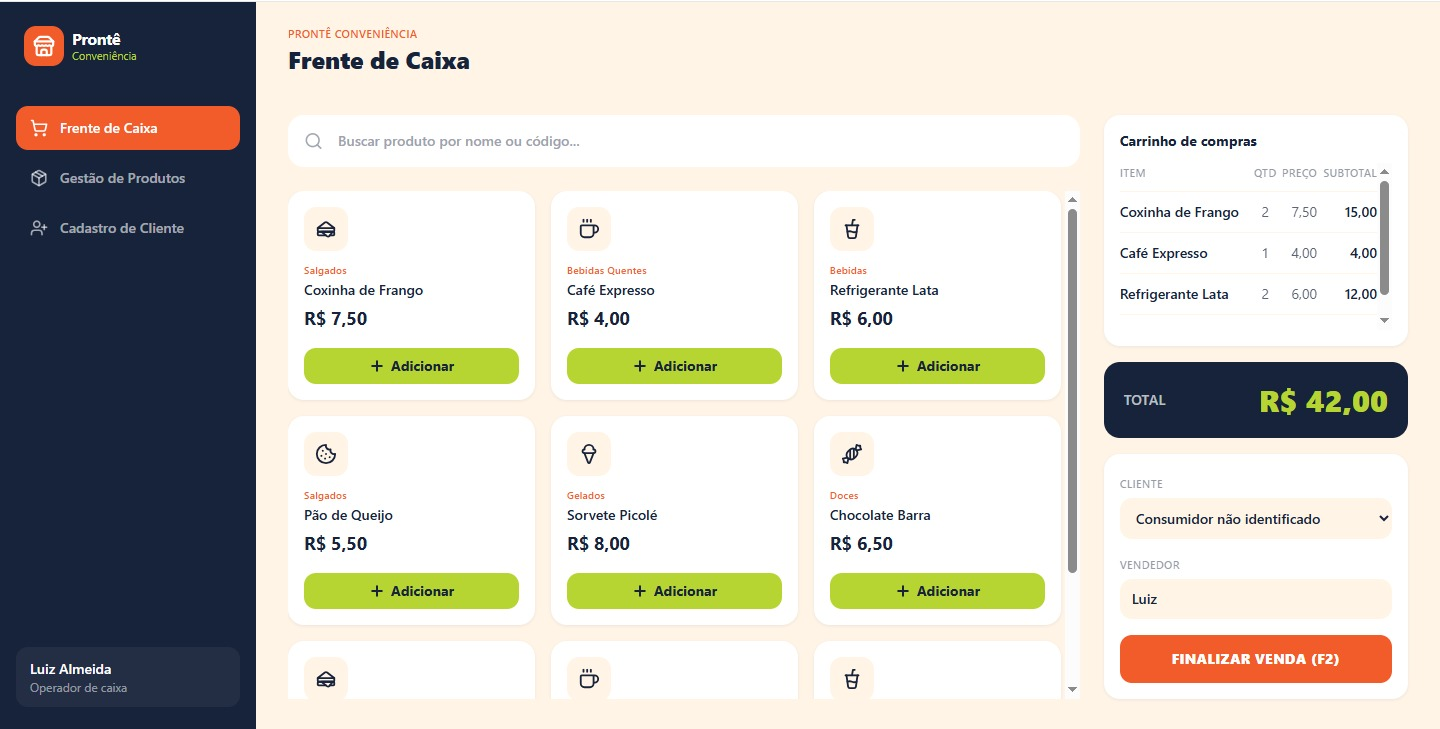 Prontê
Conveniência
Frente de Caixa
Gestão de Produtos
Cadastro de Cliente
Luiz Almeida
Operador de caixa
PRONTÊ CONVENIÊNCIA
Frente de Caixa
Buscar produto por nome ou código...
Salgados
Coxinha de Frango
R$ 7,50
+ Adicionar
Bebidas Quentes
Café Expresso
R$ 4,00
+ Adicionar
Bebidas
Refrigerante Lata
R$ 6,00
+ Adicionar
Salgados
Pão de Queijo
R$ 5,50
+ Adicionar
Gelados
Sorvete Picolé
R$ 8,00
+ Adicionar
Doces
Chocolate Barra
R$ 6,50
+ Adicionar
Carrinho de compras
ITEM QTD PREÇO SUBTOTAL
Coxinha de Frango 2 7,50 15,00
Café Expresso 1 4,00 4,00
Refrigerante Lata 2 6,00 12,00
TOTAL R$ 42,00
CLIENTE
Consumidor não identificado
VENDEDOR
Luiz
FINALIZAR VENDA (F2)